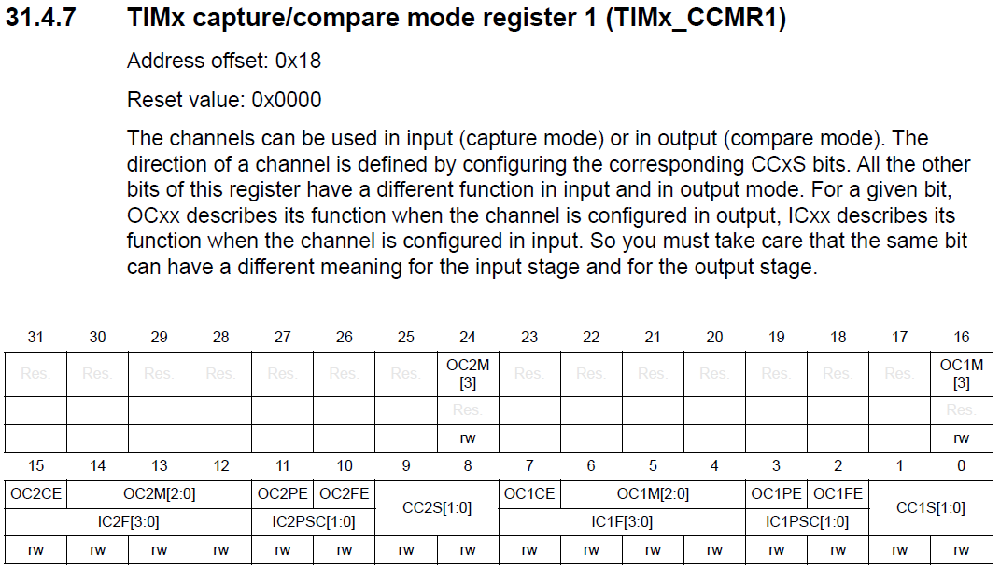 31.4.7 TIMx capture/compare mode register 1 (TIMx_CCMR1)
Address offset: 0x18
Reset value: 0x0000
The channels can be used in input (capture mode) or in output (compare mode). The
direction of a channel is defined by configuring the corresponding CCxS bits. All the other
bits of this register have a different function in input and in output mode. For a given bit,
OCxx describes its function when the channel is configured in output, ICxx describes its
function when the channel is configured in input. So you must take care that the same bit
can have a different meaning for the input stage and for the output stage.
31 30 29 28 27 26 25 24 23 22 21 20 19 18 17 16
Res. Res. Res. Res. Res. Res. Res. OC2M [3] Res. Res. Res. Res. Res. Res. Res. OC1M [3]
Res. Res.
rw rw
15 14 13 12 11 10 9 8 7 6 5 4 3 2 1 0
OC2CE OC2M[2:0] OC2PE OC2FE CC2S[1:0] OC1CE OC1M[2:0] OC1PE OC1FE CC1S[1:0]
IC2F[3:0] IC2PSC[1:0] IC1F[3:0] IC1PSC[1:0]
rw rw rw rw rw rw rw rw rw rw rw rw rw rw rw rw